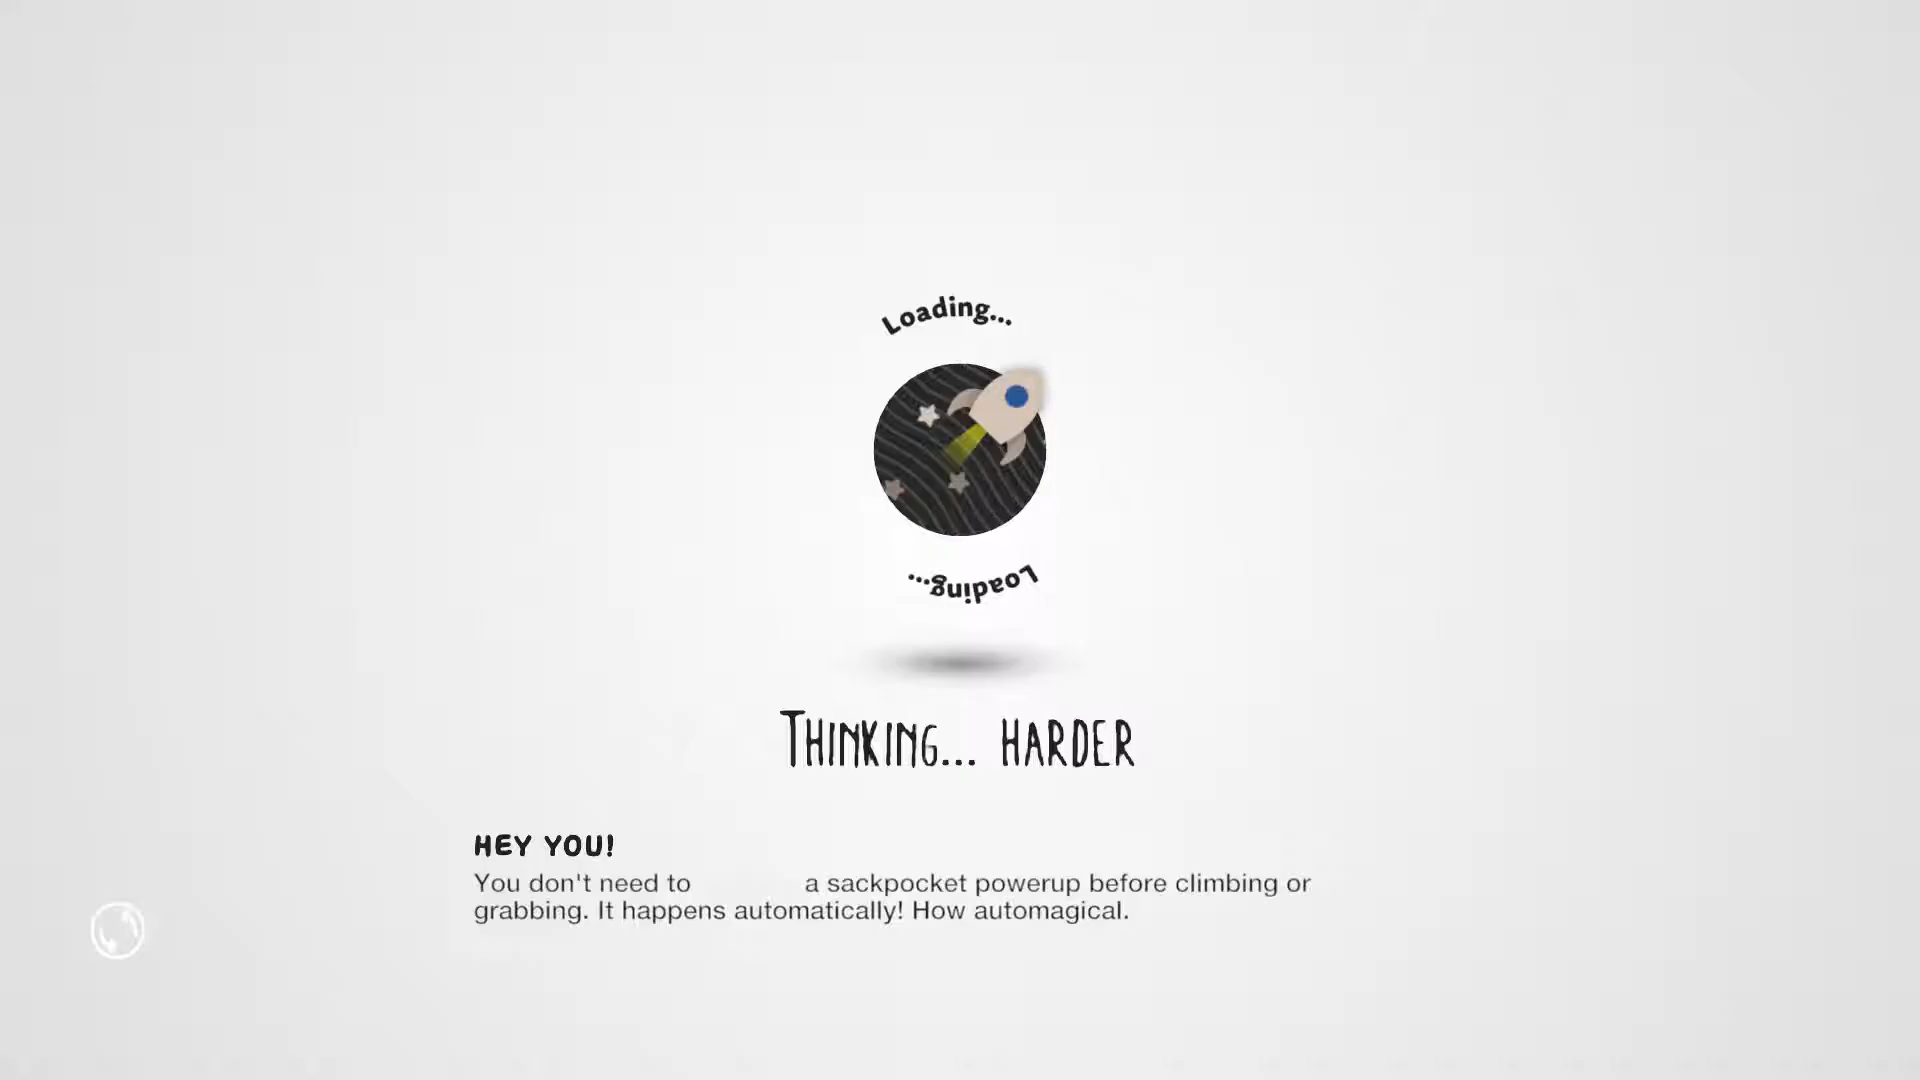 Loading...
Loading...
THINKING... HARDER
HEY YOU!
You don't need to a sackpocket powerup before climbing or
grabbing. It happens automatically! How automagical.